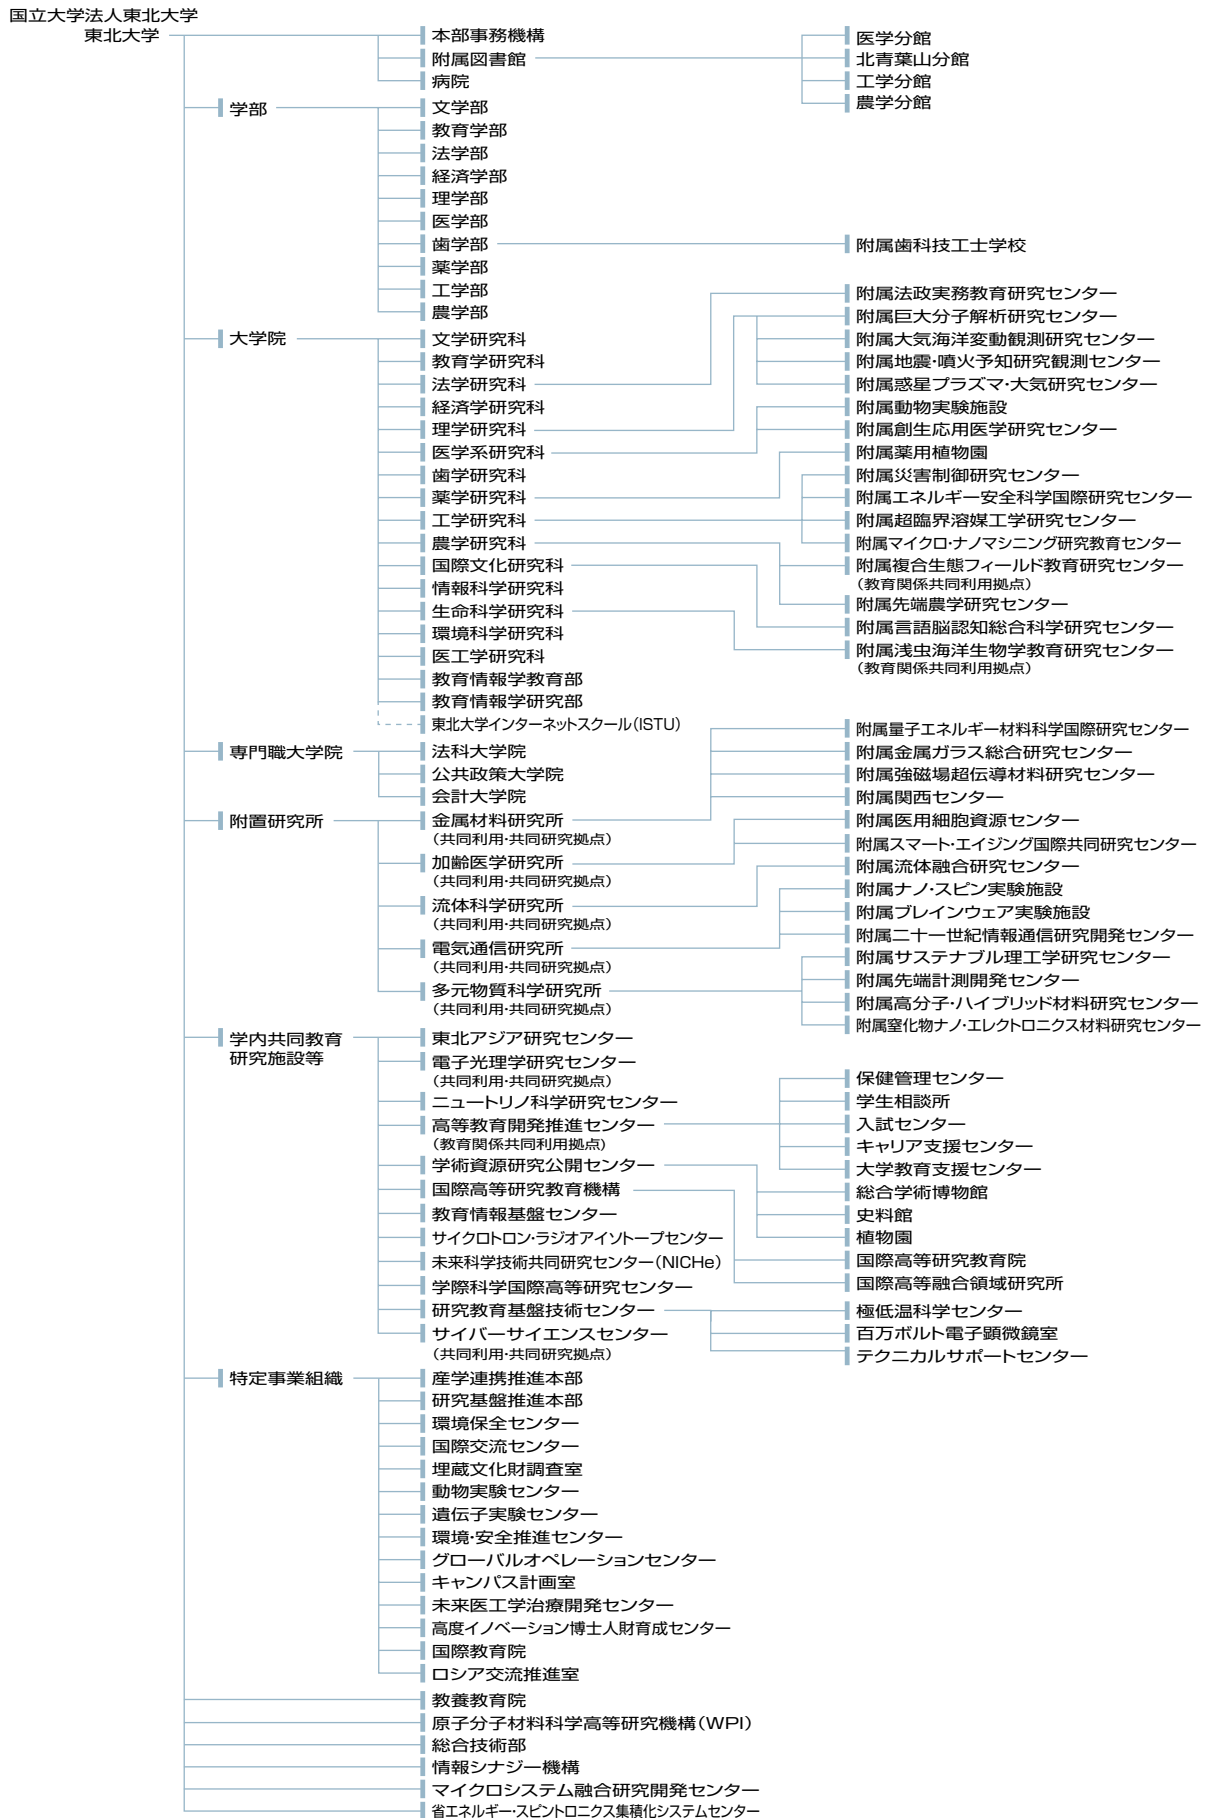 国立大学法人東北大学
東北大学
本部事務機構
附属図書館
病院
医学分館
北青葉山分館
工学分館
農学分館
学部
文学部
教育学部
法学部
経済学部
理学部
医学部
歯学部
薬学部
工学部
農学部
附属歯科技工士学校
大学院
文学研究科
教育学研究科
法学研究科
経済学研究科
理学研究科
医学系研究科
歯学研究科
薬学研究科
工学研究科
農学研究科
国際文化研究科
情報科学研究科
生命科学研究科
環境科学研究科
医工学研究科
教育情報学教育部
教育情報学研究部
東北大学インターネットスクール(ISTU)
附属法政実務教育研究センター
附属巨大分子解析研究センター
附属大気海洋変動観測研究センター
附属地震・噴火予知研究観測センター
附属惑星プラズマ・大気研究センター
附属動物実験施設
附属創生応用医学研究センター
附属薬用植物園
附属災害制御研究センター
附属エネルギー安全科学国際研究センター
附属超臨界溶媒工学研究センター
附属マイクロ・ナノマシニング研究教育センター
附属複合生態フィールド教育研究センター
(教育関係共同利用拠点)
附属先端農学研究センター
附属言語脳認知総合科学研究センター
附属浅虫海洋生物学教育研究センター
(教育関係共同利用拠点)
専門職大学院
法科大学院
公共政策大学院
会計大学院
附置研究所
金属材料研究所
(共同利用・共同研究拠点)
加齢医学研究所
(共同利用・共同研究拠点)
流体科学研究所
(共同利用・共同研究拠点)
電気通信研究所
(共同利用・共同研究拠点)
多元物質科学研究所
(共同利用・共同研究拠点)
附属量子エネルギー材料科学国際研究センター
附属金属ガラス総合研究センター
附属強磁場超伝導材料研究センター
附属関西センター
附属医用細胞資源センター
附属スマート・エイジング国際共同研究センター
附属流体融合研究センター
附属ナノ・スピン実験施設
附属ブレインウェア実験施設
附属二十一世紀情報通信研究開発センター
附属サステナブル理工学研究センター
附属先端計測開発センター
附属高分子・ハイブリッド材料研究センター
附属窒化物ナノ・エレクトロニクス材料研究センター
学内共同教育
研究施設等
東北アジア研究センター
電子光理学研究センター
(共同利用・共同研究拠点)
ニュートリノ科学研究センター
高等教育開発推進センター
(教育関係共同利用拠点)
学術資源研究公開センター
国際高等研究教育機構
教育情報基盤センター
サイクロトロン・ラジオアイソトープセンター
未来科学技術共同研究センター(NICHe)
学際科学国際高等研究センター
研究教育基盤技術センター
サイバーサイエンスセンター
(共同利用・共同研究拠点)
保健管理センター
学生相談所
入試センター
キャリア支援センター
大学教育支援センター
総合学術博物館
史料館
植物園
国際高等研究教育院
国際高等融合領域研究所
極低温科学センター
百万ボルト電子顕微鏡室
テクニカルサポートセンター
特定事業組織
産学連携推進本部
研究基盤推進本部
環境保全センター
国際交流センター
埋蔵文化財調査室
動物実験センター
遺伝子実験センター
環境・安全推進センター
グローバルオペレーションセンター
キャンパス計画室
未来医工学治療開発センター
高度イノベーション博士人財育成センター
国際教育院
ロシア交流推進室
教養教育院
原子分子材料科学高等研究機構(WPI)
総合技術部
情報シナジー機構
マイクロシステム融合研究開発センター
省エネルギー・スピントロニクス集積化システムセンター